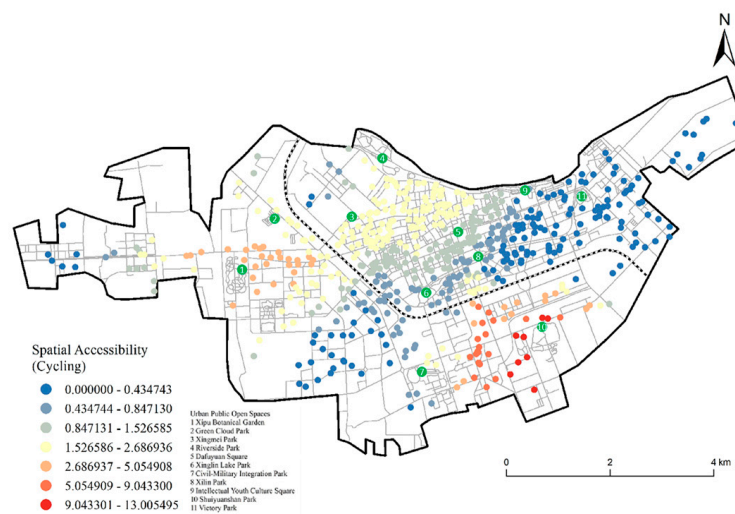 N
4
9
11
2
3
5
8
1
6
10
7
Spatial Accessibility
(Cycling)
0.000000 - 0.434743
0.434744 - 0.847130
0.847131 - 1.526585
1.526586 - 2.686936
2.686937 - 5.054908
5.054909 - 9.043300
9.043301 - 13.005495
Urban Public Open Spaces
1 Xipu Botanical Garden
2 Green Cloud Park
3 Xingmei Park
4 Riverside Park
5 Dafuyuan Square
6 Xinglin Lake Park
7 Civil-Military Integration Park
8 Xilin Park
9 Intellectual Youth Culture Square
10 Shuiyuanshan Park
11 Victory Park
0 2 4 km